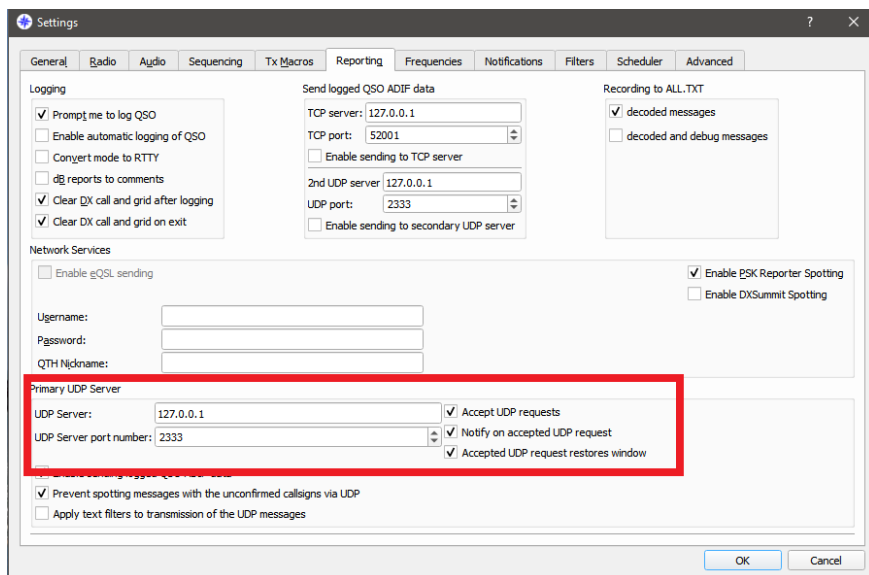 Settings
?
General Radio Audio Sequencing Tx Macros Reporting Frequencies Notifications Filters Scheduler Advanced
Logging
Prompt me to log QSO
Enable automatic logging of QSO
Convert mode to RTTY
dB reports to comments
Clear DX call and grid after logging
Clear DX call and grid on exit
Send logged QSO ADIF data
TCP server: 127.0.0.1
TCP port: 52001
Enable sending to TCP server
2nd UDP server 127.0.0.1
UDP port: 2333
Enable sending to secondary UDP server
Recording to ALL.TXT
decoded messages
decoded and debug messages
Network Services
Enable eQSL sending
Enable PSK Reporter Spotting
Enable DXSummit Spotting
Username:
Password:
QTH Nickname:
Primary UDP Server
UDP Server: 127.0.0.1
UDP Server port number: 2333
Accept UDP requests
Notify on accepted UDP request
Accepted UDP request restores window
Enable sending logged QSO ADIF data
Prevent spotting messages with the unconfirmed callsigns via UDP
Apply text filters to transmission of the UDP messages
OK Cancel